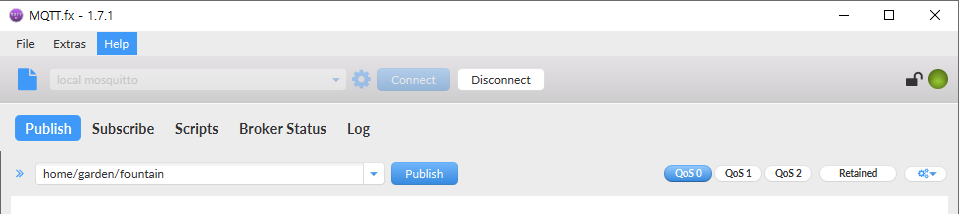 MQTT.fx - 1.7.1
File Extras Help
local mosquitto Connect Disconnect
Publish Subscribe Scripts Broker Status Log
home/garden/fountain Publish QoS 0 QoS 1 QoS 2 Retained